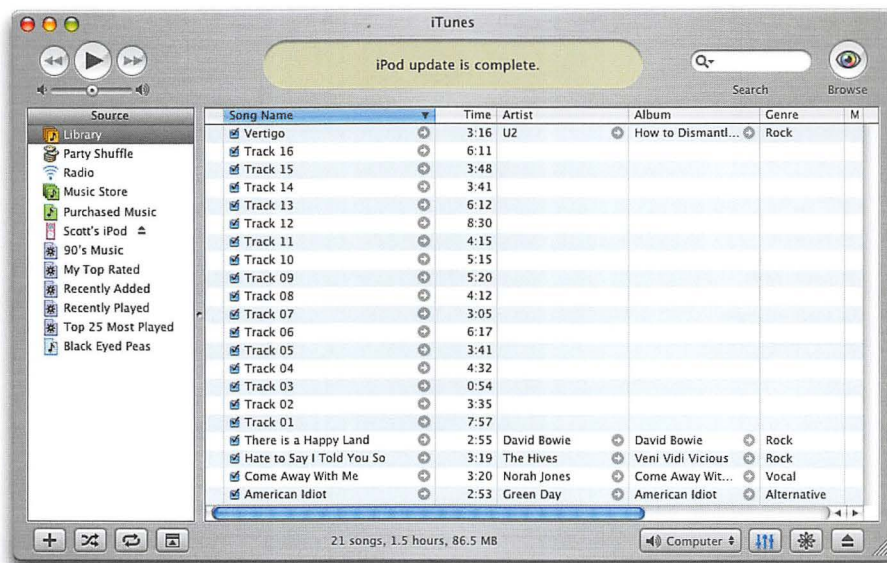 iTunes
iPod update is complete.
Search
Browse
Source
Library
Party Shuffle
Radio
Music Store
Purchased Music
Scott's iPod
90's Music
My Top Rated
Recently Added
Recently Played
Top 25 Most Played
Black Eyed Peas
Song Name Time Artist Album Genre M
Vertigo 3:16 U2 How to Dismantl... Rock
Track 16 6:11
Track 15 3:48
Track 14 3:41
Track 13 6:12
Track 12 8:30
Track 11 4:15
Track 10 5:15
Track 09 5:20
Track 08 4:12
Track 07 3:05
Track 06 6:17
Track 05 3:41
Track 04 4:32
Track 03 0:54
Track 02 3:35
Track 01 7:57
There is a Happy Land 2:55 David Bowie David Bowie Rock
Hate to Say I Told You So 3:19 The Hives Veni Vidi Vicious Rock
Come Away With Me 3:20 Norah Jones Come Away Wit... Vocal
American Idiot 2:53 Green Day American Idiot Alternative
21 songs, 1.5 hours, 86.5 MB
Computer